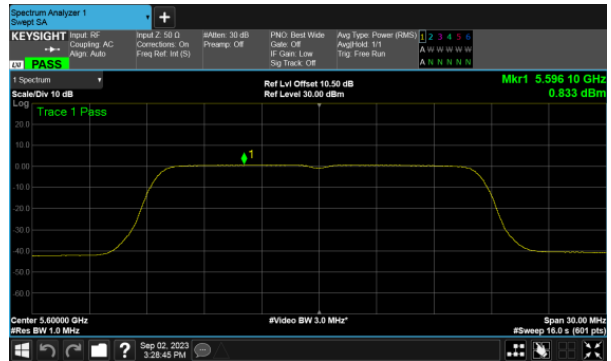 Spectrum Analyzer 1
Swept SA
+
KEYSIGHT
Input: RF
Coupling: AC
Align: Auto
Input Z: 50 Ω
Corrections: On
Freq Ref: Int (S)
#Atten: 30 dB
Preamp: Off
PNO: Best Wide
Gate: Off
IF Gain: Low
Sig Track: Off
Avg Type: Power (RMS)
Avg|Hold: 1/1
Trig: Free Run
1 2 3 4 5 6
A W W W W W
A N N N N N
LXI PASS
1 Spectrum
Scale/Div 10 dB
Ref Lvl Offset 10.50 dB
Ref Level 30.00 dBm
Mkr1 5.596 10 GHz
0.833 dBm
Log
Trace 1 Pass
20.0
10.0
0.00
-10.0
-20.0
-30.0
-40.0
-50.0
-60.0
1
Center 5.60000 GHz
#Res BW 1.0 MHz
#Video BW 3.0 MHz*
Span 30.00 MHz
#Sweep 16.0 s (601 pts)
?
Sep 02, 2023
3:28:45 PM